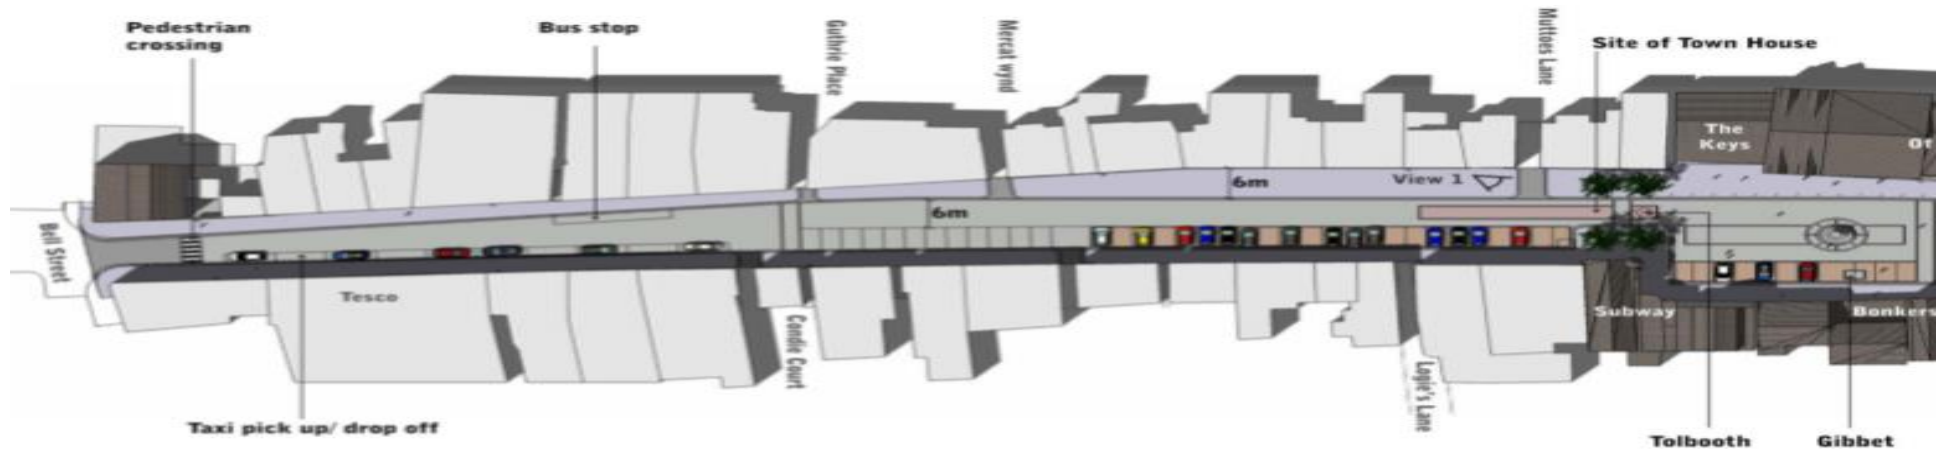 Pedestrian
crossing
Bus stop
Guthrie Place
Mercat wynd
Muttoes Lane
Site of Town House
The
Keys
Of
6m
View 1
6m
Bell Street
Tesco
Subway
Bonkers
Condie Court
Logie's Lane
Taxi pick up/ drop off
Tolbooth
Gibbet